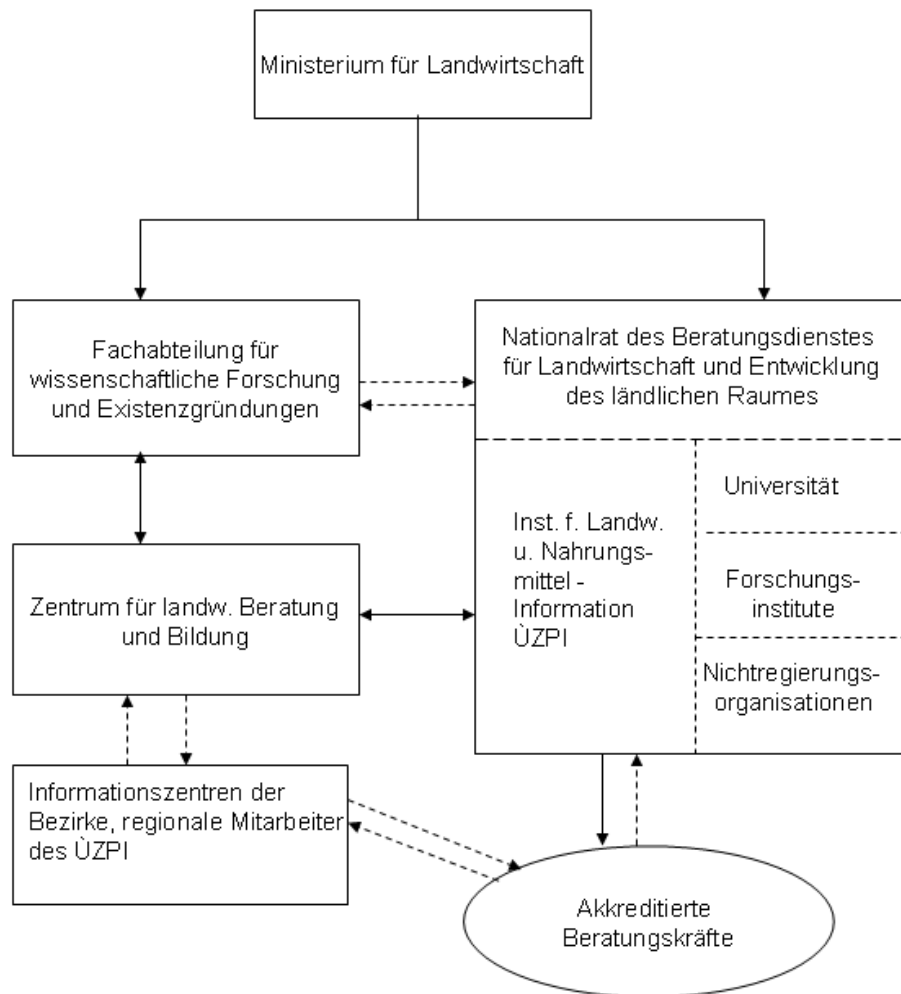 Ministerium für Landwirtschaft
Fachabteilung für
wissenschaftliche Forschung
und Existenzgründungen
Nationalrat des Beratungsdienstes
für Landwirtschaft und Entwicklung
des ländlichen Raumes
Inst. f. Landw.
u. Nahrungs-
mittel -
Information
ÙZPI
Universität
Forschungs-
institute
Nichtregierungs-
organisationen
Zentrum für landw. Beratung
und Bildung
Informationszentren der
Bezirke, regionale Mitarbeiter
des ÙZPI
Akkreditierte
Beratungskräfte